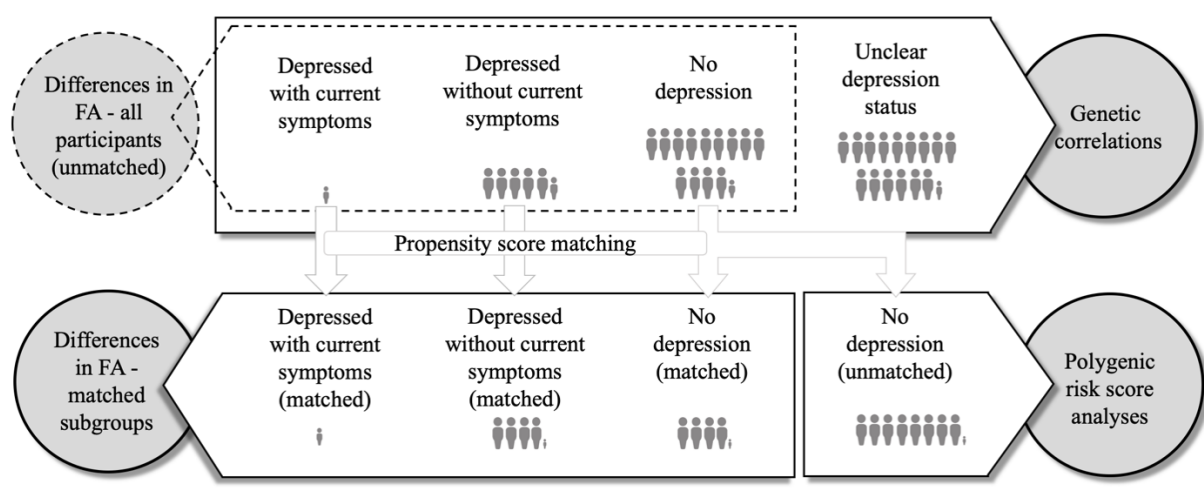 Differences in
FA - all
participants
(unmatched)
Depressed
with current
symptoms
Depressed
without current
symptoms
No
depression
Unclear
depression
status
Genetic
correlations
Propensity score matching
Differences
in FA -
matched
subgroups
Depressed
with current
symptoms
(matched)
Depressed
without current
symptoms
(matched)
No
depression
(matched)
No
depression
(unmatched)
Polygenic
risk score
analyses